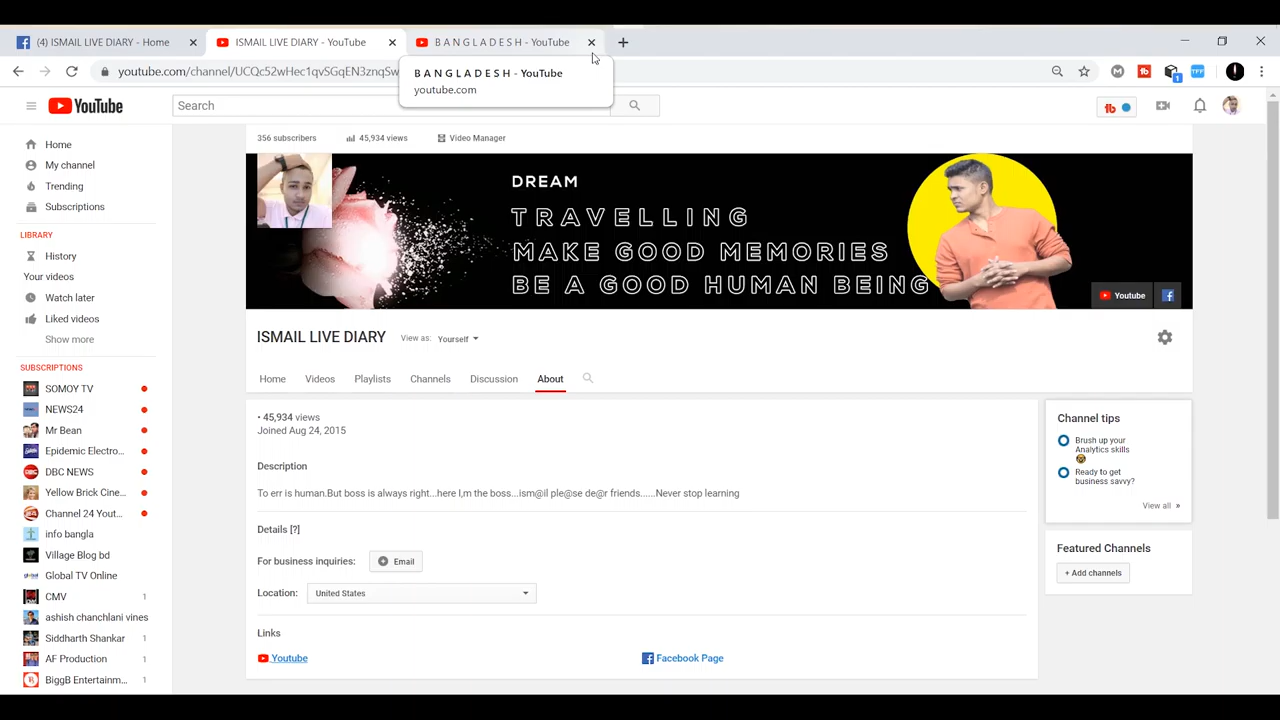 (4) ISMAIL LIVE DIARY - Home
ISMAIL LIVE DIARY - YouTube
B A N G L A D E S H - YouTube
youtube.com/channel/UCQc52wHec1qvSGqEN3znqSw
B A N G L A D E S H - YouTube
youtube.com
YouTube
Search
356 subscribers
45,934 views
Video Manager
Home
My channel
Trending
Subscriptions
LIBRARY
History
Your videos
Watch later
Liked videos
Show more
SUBSCRIPTIONS
SOMOY TV
NEWS24
Mr Bean
Epidemic Electro...
DBC NEWS
Yellow Brick Cine...
Channel 24 Yout...
info bangla
Village Blog bd
Global TV Online
CMV 1
ashish chanchlani vines
Siddharth Shankar 1
AF Production 1
BiggB Entertainm... 1
DREAM
TRAVELLING
MAKE GOOD MEMORIES
BE A GOOD HUMAN BEING
Youtube
ISMAIL LIVE DIARY
View as: Yourself
Home Videos Playlists Channels Discussion About
• 45,934 views
Joined Aug 24, 2015
Description
To err is human.But boss is always right...here I,m the boss...ism@il ple@se de@r friends......Never stop learning
Details [?]
For business inquiries: Email
Location: United States
Links
Youtube
Facebook Page
Channel tips
Brush up your
Analytics skills
Ready to get
business savvy?
View all »
Featured Channels
+ Add channels